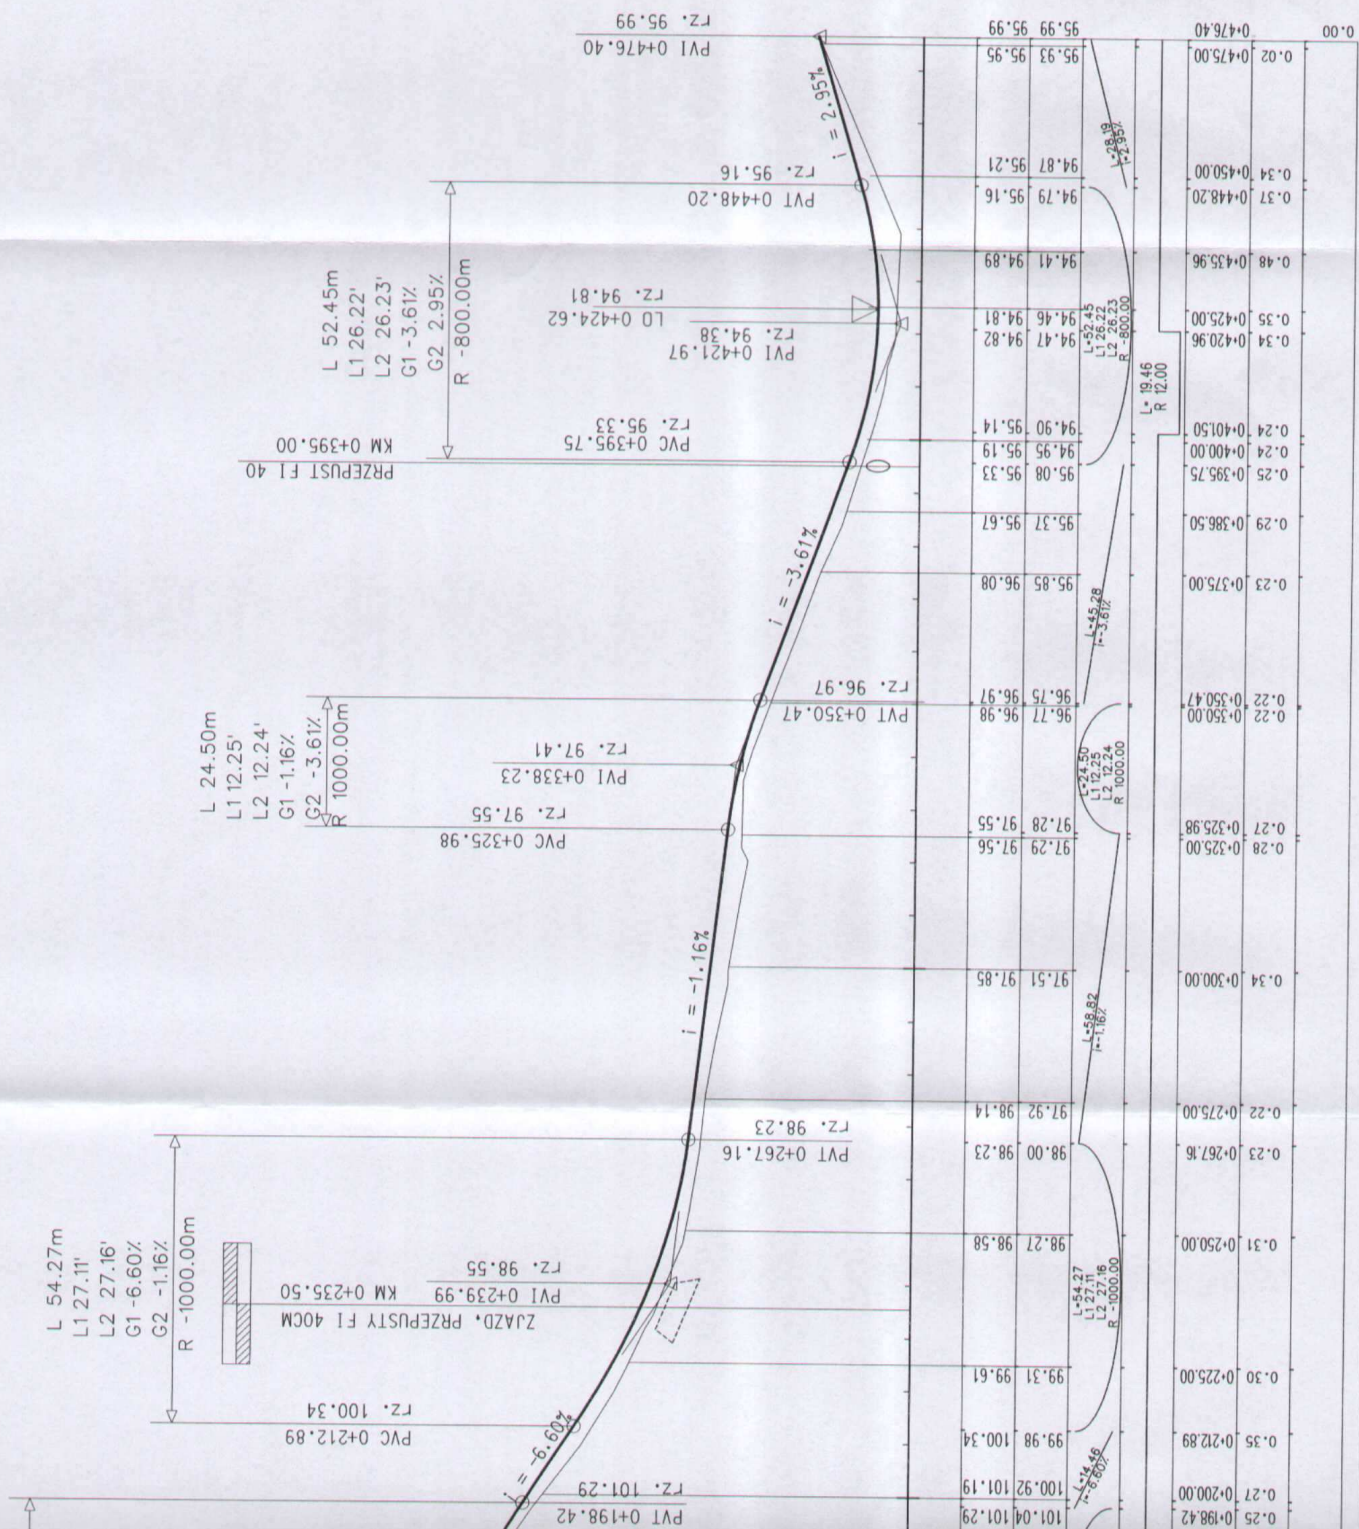 PVI 0+476.40
rz. 95.99
i = 2.95%
PVT 0+448.20
rz. 95.16
L 52.45m
L1 26.22'
L2 26.23'
G1 -3.61%
G2 2.95%
R -800.00m
LO 0+424.62
rz. 94.81
PVI 0+421.97
rz. 94.38
PVC 0+395.75
rz. 95.33
PRZEPUST FI 40
KM 0+395.00
i = -3.61%
PVT 0+350.47
rz. 96.97
L 24.50m
L1 12.25'
L2 12.24'
G1 -1.16%
G2 -3.61%
R 1000.00m
PVI 0+338.23
rz. 97.41
PVC 0+325.98
rz. 97.55
i = -1.16%
PVT 0+267.16
rz. 98.23
L 54.27m
L1 27.11'
L2 27.16'
G1 -6.60%
G2 -1.16%
R -1000.00m
PVI 0+239.99
rz. 98.55
ZJAZD. PRZEPUSTY FI 40CM
KM 0+235.50
PVC 0+212.89
rz. 100.34
i = -6.60%
PVT 0+198.42
rz. 101.29
95.99 95.99 0+476.40 0.00
95.95 95.93 0+475.00 0.02
95.21 94.87 0+450.00 0.34
95.16 94.79 0+448.20 0.37
94.89 94.41 0+435.96 0.48
94.81 94.46 0+425.00 0.35
94.82 94.47 0+420.96 0.34
95.14 94.90 0+401.50 0.24
95.19 94.95 0+400.00 0.24
95.33 95.08 0+395.75 0.25
95.67 95.37 0+386.50 0.29
96.08 95.85 0+375.00 0.23
96.97 96.75 0+350.47 0.22
96.98 96.77 0+350.00 0.22
97.55 97.28 0+325.98 0.27
97.56 97.29 0+325.00 0.28
97.85 97.51 0+300.00 0.34
98.14 97.92 0+275.00 0.22
98.23 98.00 0+267.16 0.23
98.58 98.27 0+250.00 0.31
99.61 99.31 0+225.00 0.30
100.34 99.98 0+212.89 0.35
101.19 100.92 0+200.00 0.27
101.29 101.04 0+198.42 0.25
L=28.19
i=2.95%
L=52.45
L1 26.22
L2 26.23
R -800.00
L= 19.46
R 12.00
L=45.28
i=-3.61%
L=24.50
L1 12.25
L2 12.24
R 1000.00
L=58.82
i=-1.16%
L=54.27
L1 27.11
L2 27.16
R -1000.00
L=14.46
i=-6.60%